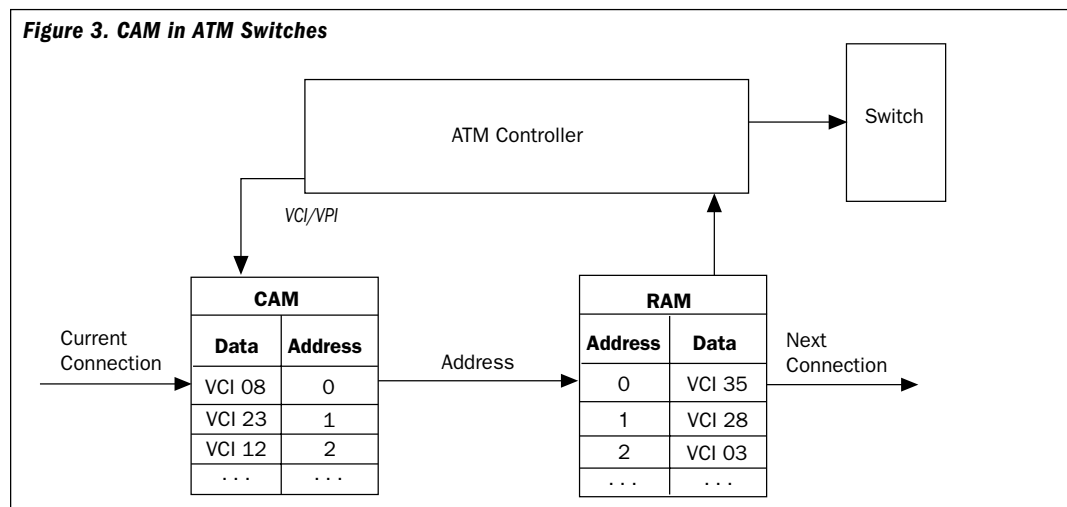 Figure 3. CAM in ATM Switches
ATM Controller
Switch
VCI/VPI
CAM
RAM
Current
Connection
Data Address
Address
Address Data
Next
Connection
VCI 08 0
0 VCI 35
VCI 23 1
1 VCI 28
VCI 12 2
2 VCI 03
. . . . . .
. . . . . .